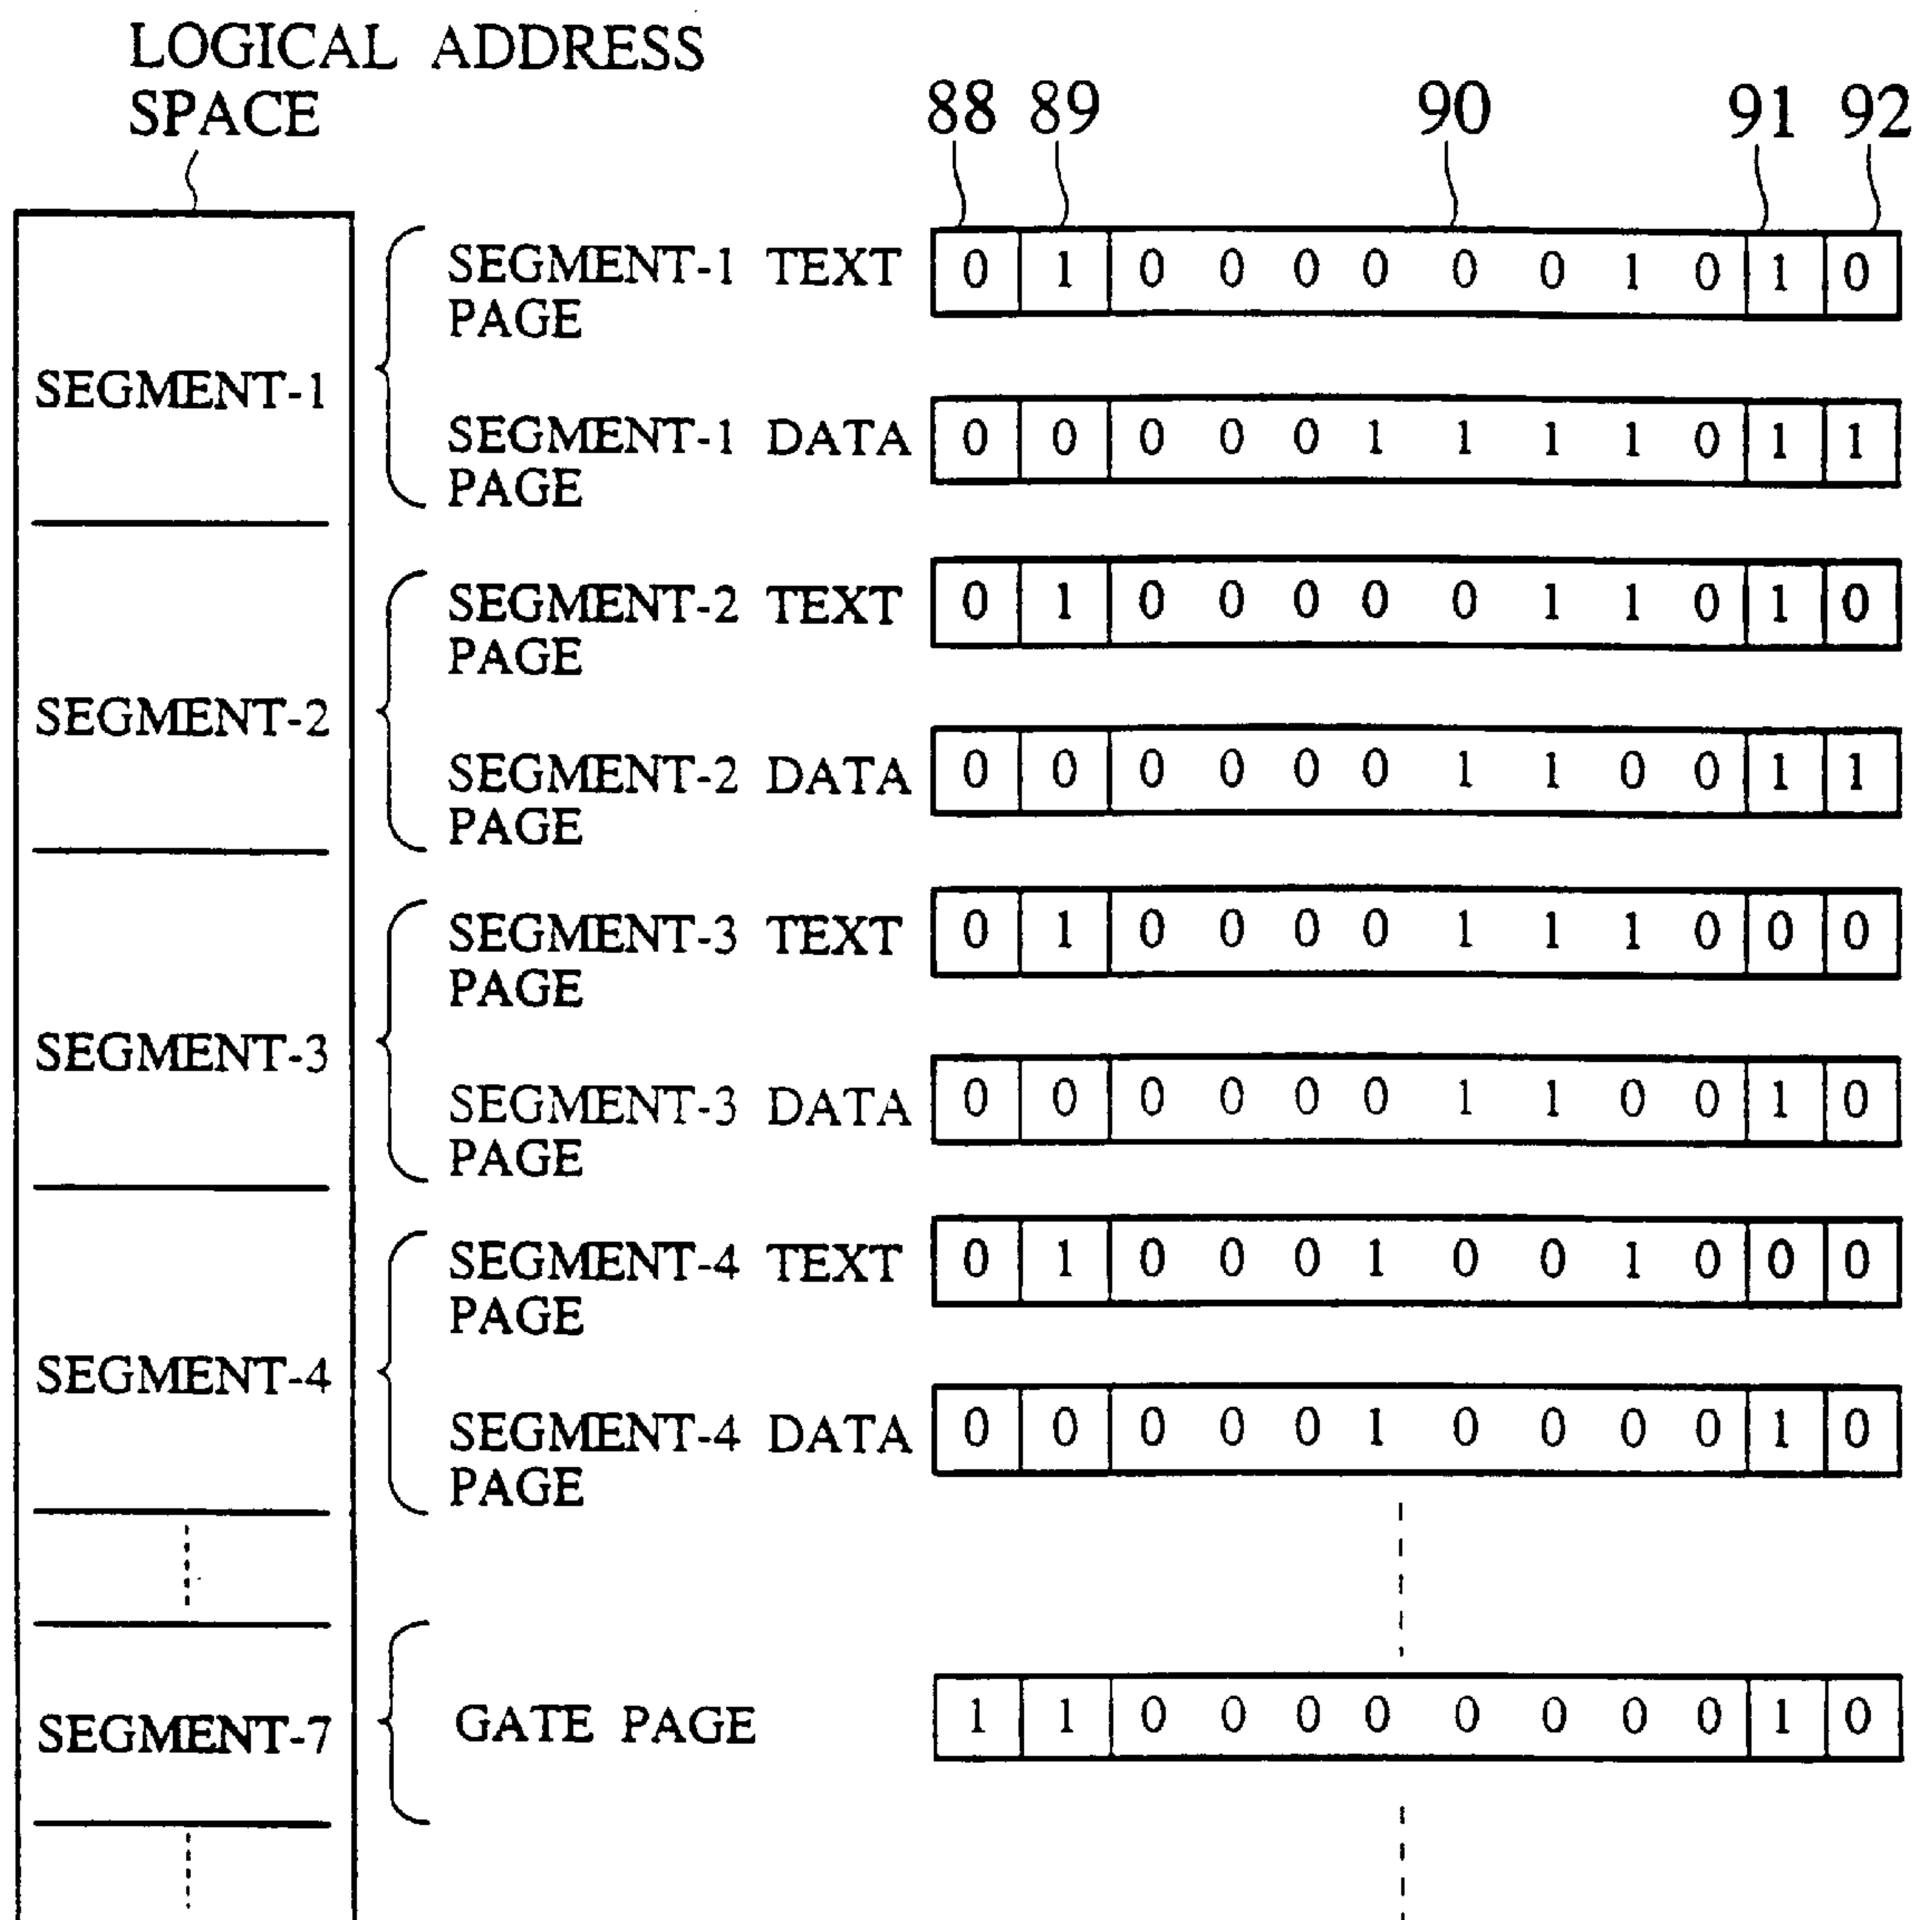 LOGICAL ADDRESS
SPACE
88 89 90 91 92
SEGMENT-1
SEGMENT-1 TEXT
PAGE
0 1 0 0 0 0 0 0 1 0 1 0
SEGMENT-1 DATA
PAGE
0 0 0 0 0 1 1 1 1 0 1 1
SEGMENT-2
SEGMENT-2 TEXT
PAGE
0 1 0 0 0 0 0 1 1 0 1 0
SEGMENT-2 DATA
PAGE
0 0 0 0 0 0 1 1 0 0 1 1
SEGMENT-3
SEGMENT-3 TEXT
PAGE
0 1 0 0 0 0 1 1 1 0 0 0
SEGMENT-3 DATA
PAGE
0 0 0 0 0 0 1 1 0 0 1 0
SEGMENT-4
SEGMENT-4 TEXT
PAGE
0 1 0 0 0 1 0 0 1 0 0 0
SEGMENT-4 DATA
PAGE
0 0 0 0 0 1 0 0 0 0 1 0
SEGMENT-7
GATE PAGE
1 1 0 0 0 0 0 0 0 0 1 0